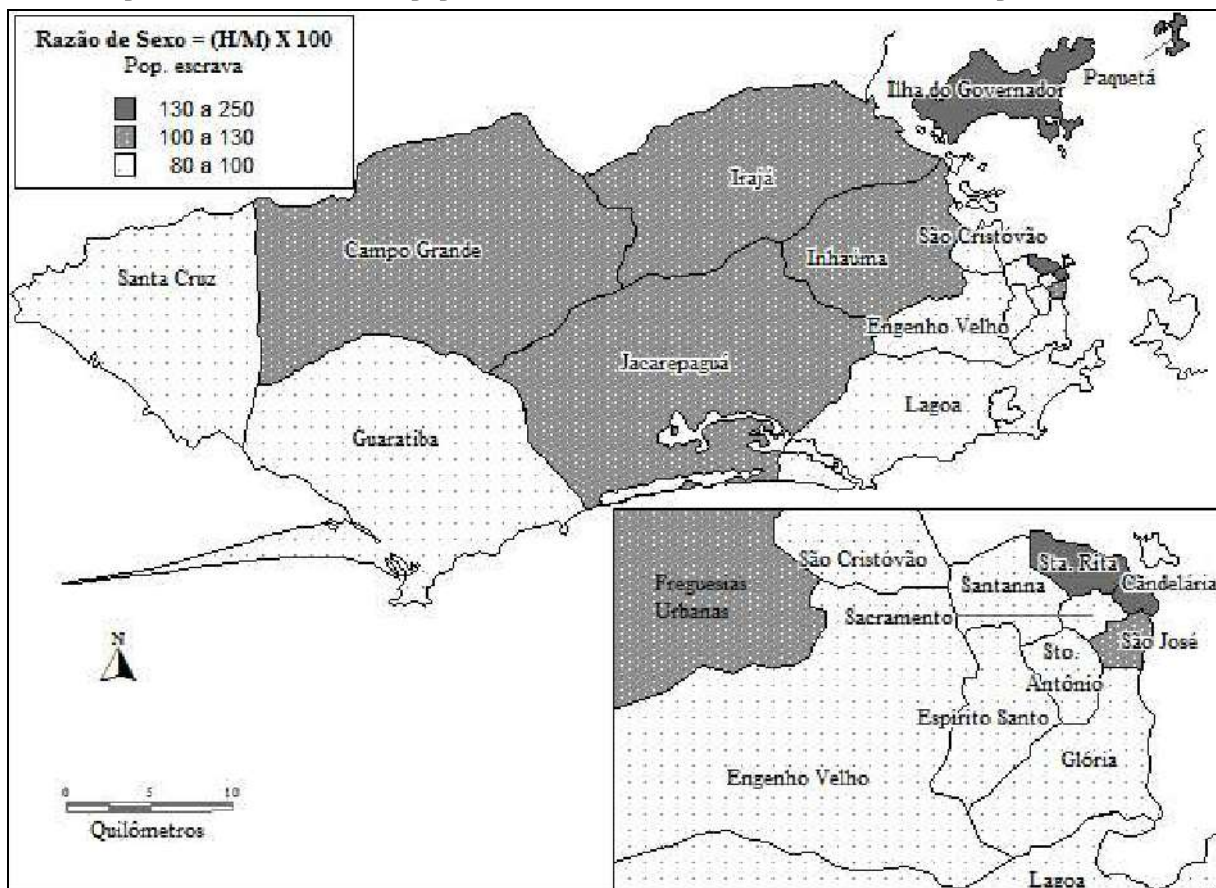 Razão de Sexo = (H/M) X 100
Pop. escrava
130 a 250
100 a 130
80 a 100
Paquetá
Ilha do Governador
Irajá
São Cristóvão
Inhaúma
Campo Grande
Santa Cruz
Engenho Velho
Jacarepaguá
Lagoa
Guaratiba
N
0 5 10
Quilômetros
São Cristóvão
Sta. Rita
Candelária
Santanna
Freguesias
Urbanas
Sacramento
São José
Sto.
Antônio
Espírito Santo
Glória
Engenho Velho
Lagoa